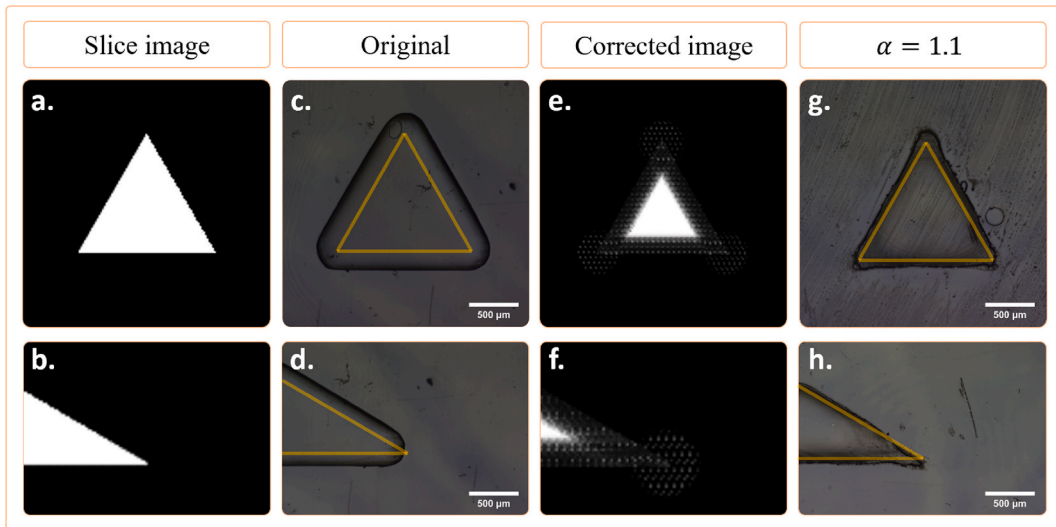 Slice image
Original
Corrected image
α = 1.1
a.
c.
e.
g.
500 μm
500 μm
b.
d.
f.
h.
500 μm
500 μm